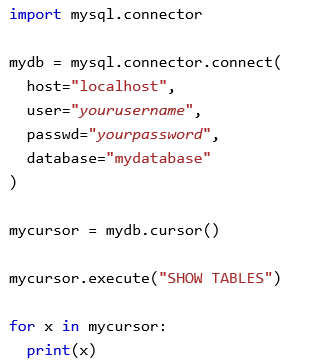 import mysql.connector

mydb = mysql.connector.connect(
  host="localhost",
  user="yourusername",
  passwd="yourpassword",
  database="mydatabase"
)

mycursor = mydb.cursor()

mycursor.execute("SHOW TABLES")

for x in mycursor:
  print(x)